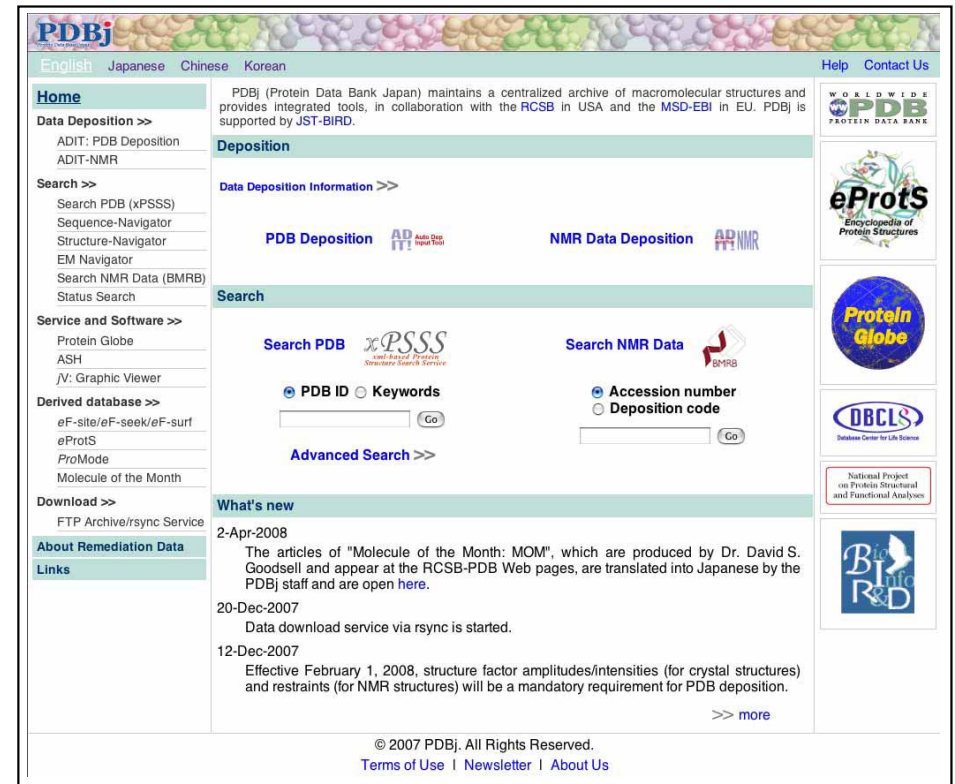 PDBj
English Japanese Chinese Korean
Help Contact Us
Home
Data Deposition >>
ADIT: PDB Deposition
ADIT-NMR
Search >>
Search PDB (xPSSS)
Sequence-Navigator
Structure-Navigator
EM Navigator
Search NMR Data (BMRB)
Status Search
Service and Software >>
Protein Globe
ASH
jV: Graphic Viewer
Derived database >>
eF-site/eF-seek/eF-surf
eProtS
ProMode
Molecule of the Month
Download >>
FTP Archive/rsync Service
About Remediation Data
Links
PDBj (Protein Data Bank Japan) maintains a centralized archive of macromolecular structures and
provides integrated tools, in collaboration with the RCSB in USA and the MSD-EBI in EU. PDBj is
supported by JST-BIRD.
Deposition
Data Deposition Information >>
PDB Deposition
ADIT! Auto Dep
Input Tool
NMR Data Deposition
ADIT! NMR
Search
Search PDB
xPSSS
xml-based Protein
Structure Search Service
PDB ID Keywords
Go
Advanced Search >>
Search NMR Data
BMRB
Accession number
Deposition code
Go
What's new
2-Apr-2008
The articles of "Molecule of the Month: MOM", which are produced by Dr. David S.
Goodsell and appear at the RCSB-PDB Web pages, are translated into Japanese by the
PDBj staff and are open here.
20-Dec-2007
Data download service via rsync is started.
12-Dec-2007
Effective February 1, 2008, structure factor amplitudes/intensities (for crystal structures)
and restraints (for NMR structures) will be a mandatory requirement for PDB deposition.
>> more
WORLDWIDE
PDB
PROTEIN DATA BANK
eProtS
Encyclopedia of
Protein Structures
Protein
Globe
DBCLS
Database Center for Life Science
National Project
on Protein Structural
and Functional Analyses
BioInfo
R&D
© 2007 PDBj. All Rights Reserved.
Terms of Use | Newsletter | About Us